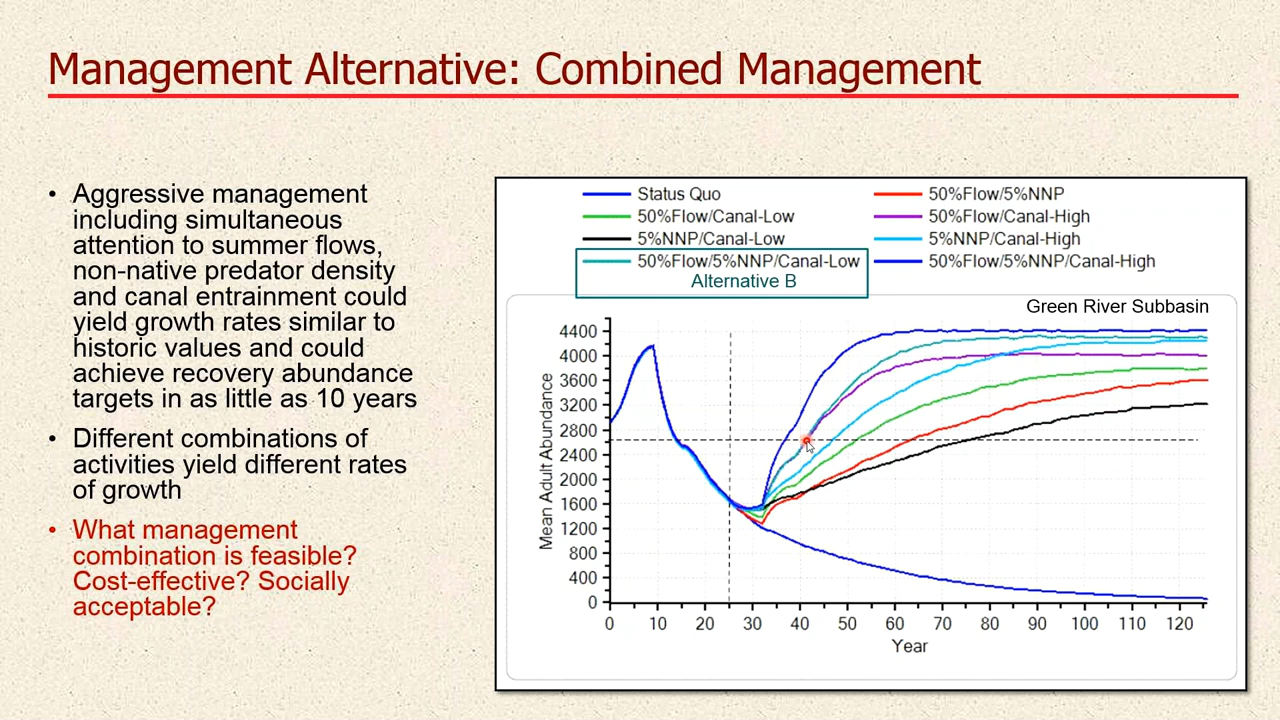 Management Alternative: Combined Management
• Aggressive management
including simultaneous
attention to summer flows,
non-native predator density
and canal entrainment could
yield growth rates similar to
historic values and could
achieve recovery abundance
targets in as little as 10 years
• Different combinations of
activities yield different rates
of growth
• What management
combination is feasible?
Cost-effective? Socially
acceptable?
Status Quo
50%Flow/5%NNP
50%Flow/Canal-Low
50%Flow/Canal-High
5%NNP/Canal-Low
5%NNP/Canal-High
50%Flow/5%NNP/Canal-Low
50%Flow/5%NNP/Canal-High
Alternative B
Green River Subbasin
Mean Adult Abundance
4400
4000
3600
3200
2800
2400
2000
1600
1200
800
400
0
0 10 20 30 40 50 60 70 80 90 100 110 120
Year